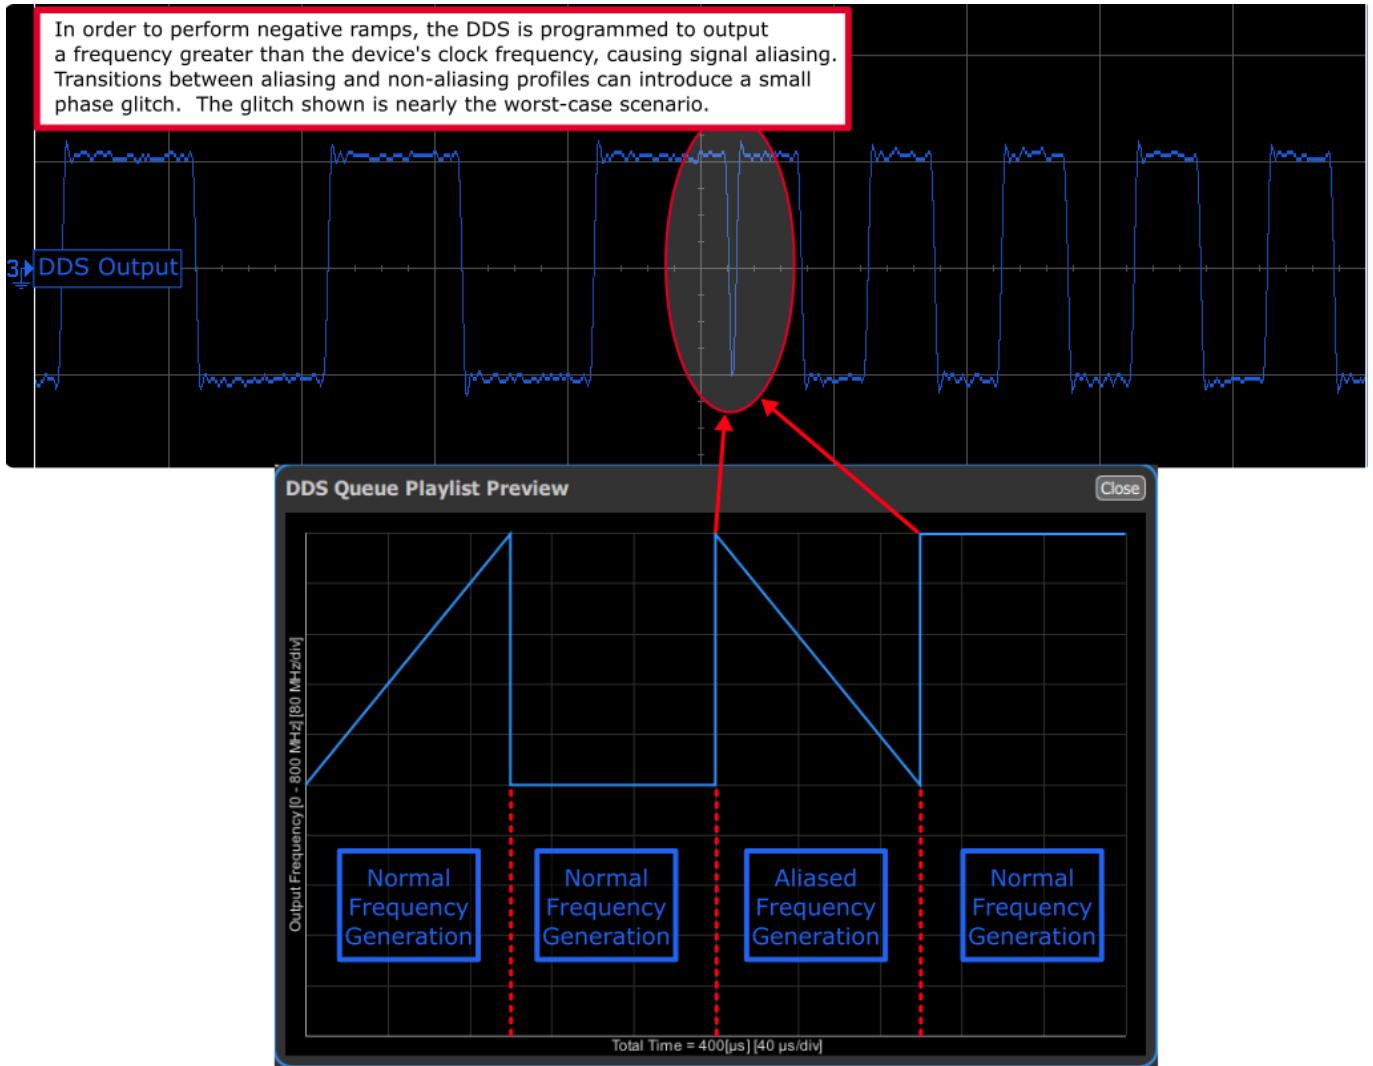 In order to perform negative ramps, the DDS is programmed to output
a frequency greater than the device's clock frequency, causing signal aliasing.
Transitions between aliasing and non-aliasing profiles can introduce a small
phase glitch.  The glitch shown is nearly the worst-case scenario.
3
DDS Output
DDS Queue Playlist Preview
Close
Output Frequency [0 - 800 MHz] [80 MHz/div]
Normal
Frequency
Generation
Normal
Frequency
Generation
Aliased
Frequency
Generation
Normal
Frequency
Generation
Total Time = 400[µs] [40 µs/div]